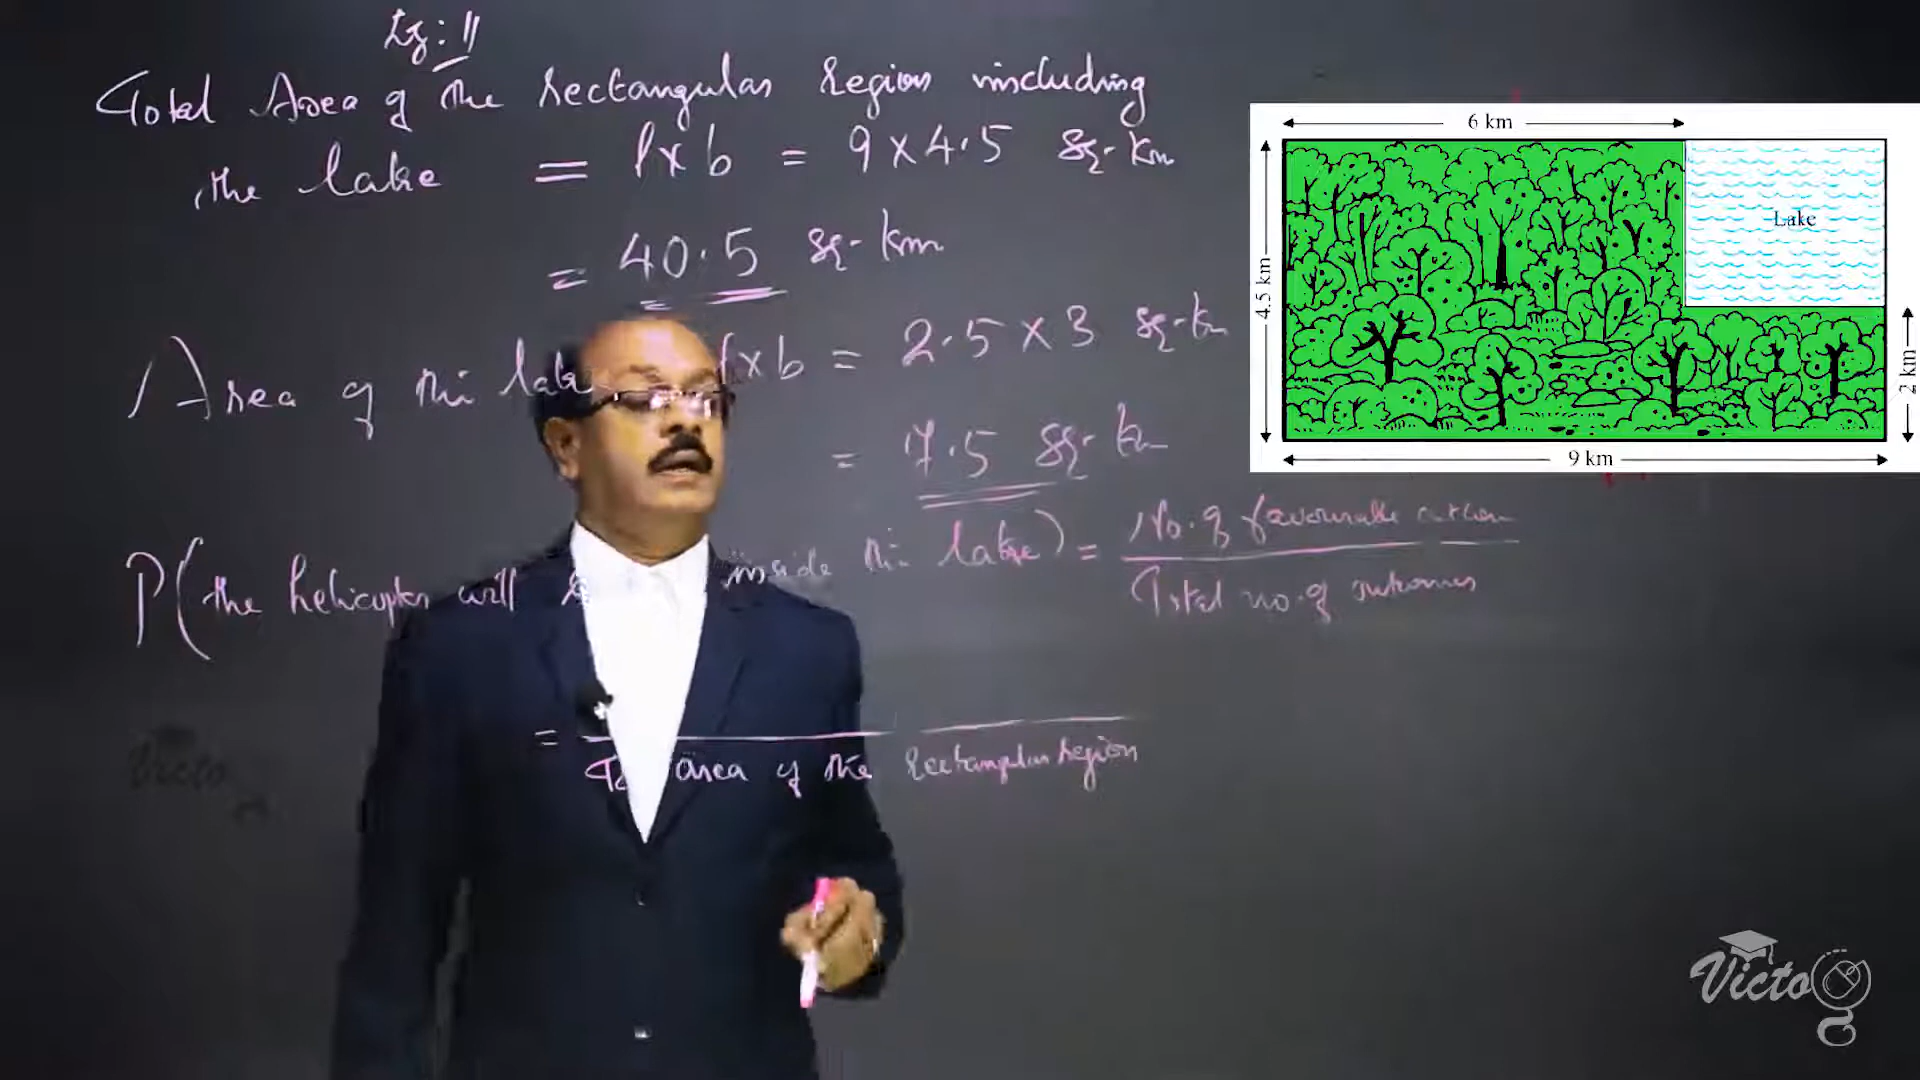 Eg: 11
Total Area of the rectangular region including
the lake = l×b = 9×4.5 sq. km
= 40.5 sq. km
Area of the lake l×b = 2.5×3 sq. km
= 7.5 sq. km
P(the helicopter will inside the lake) = No. of favourable
Total no. of outcomes
=
area of the rectangular region
6 km
Lake
4.5 km
2 km
9 km
Victo
Victo